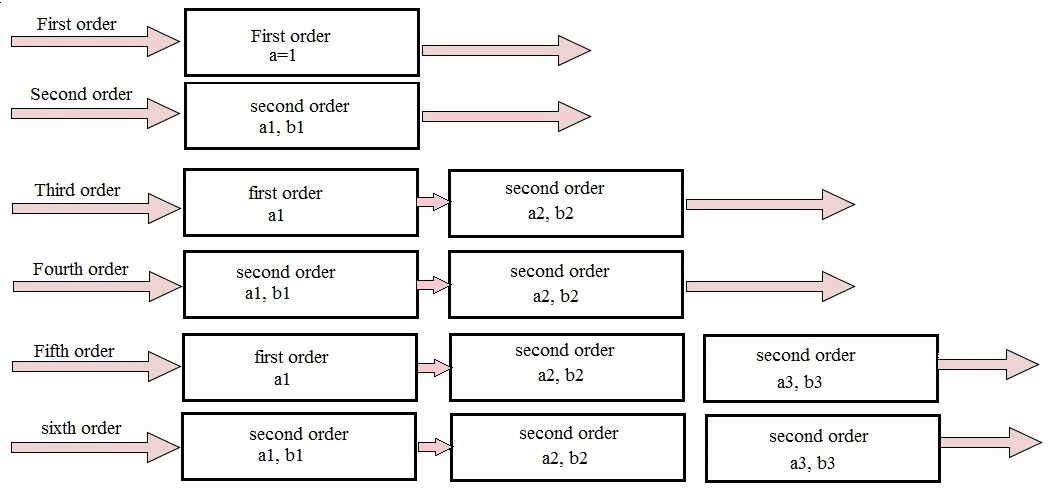 First order
First order
a=1
Second order
second order
a1, b1
Third order
first order
a1
second order
a2, b2
Fourth order
second order
a1, b1
second order
a2, b2
Fifth order
first order
a1
second order
a2, b2
second order
a3, b3
sixth order
second order
a1, b1
second order
a2, b2
second order
a3, b3